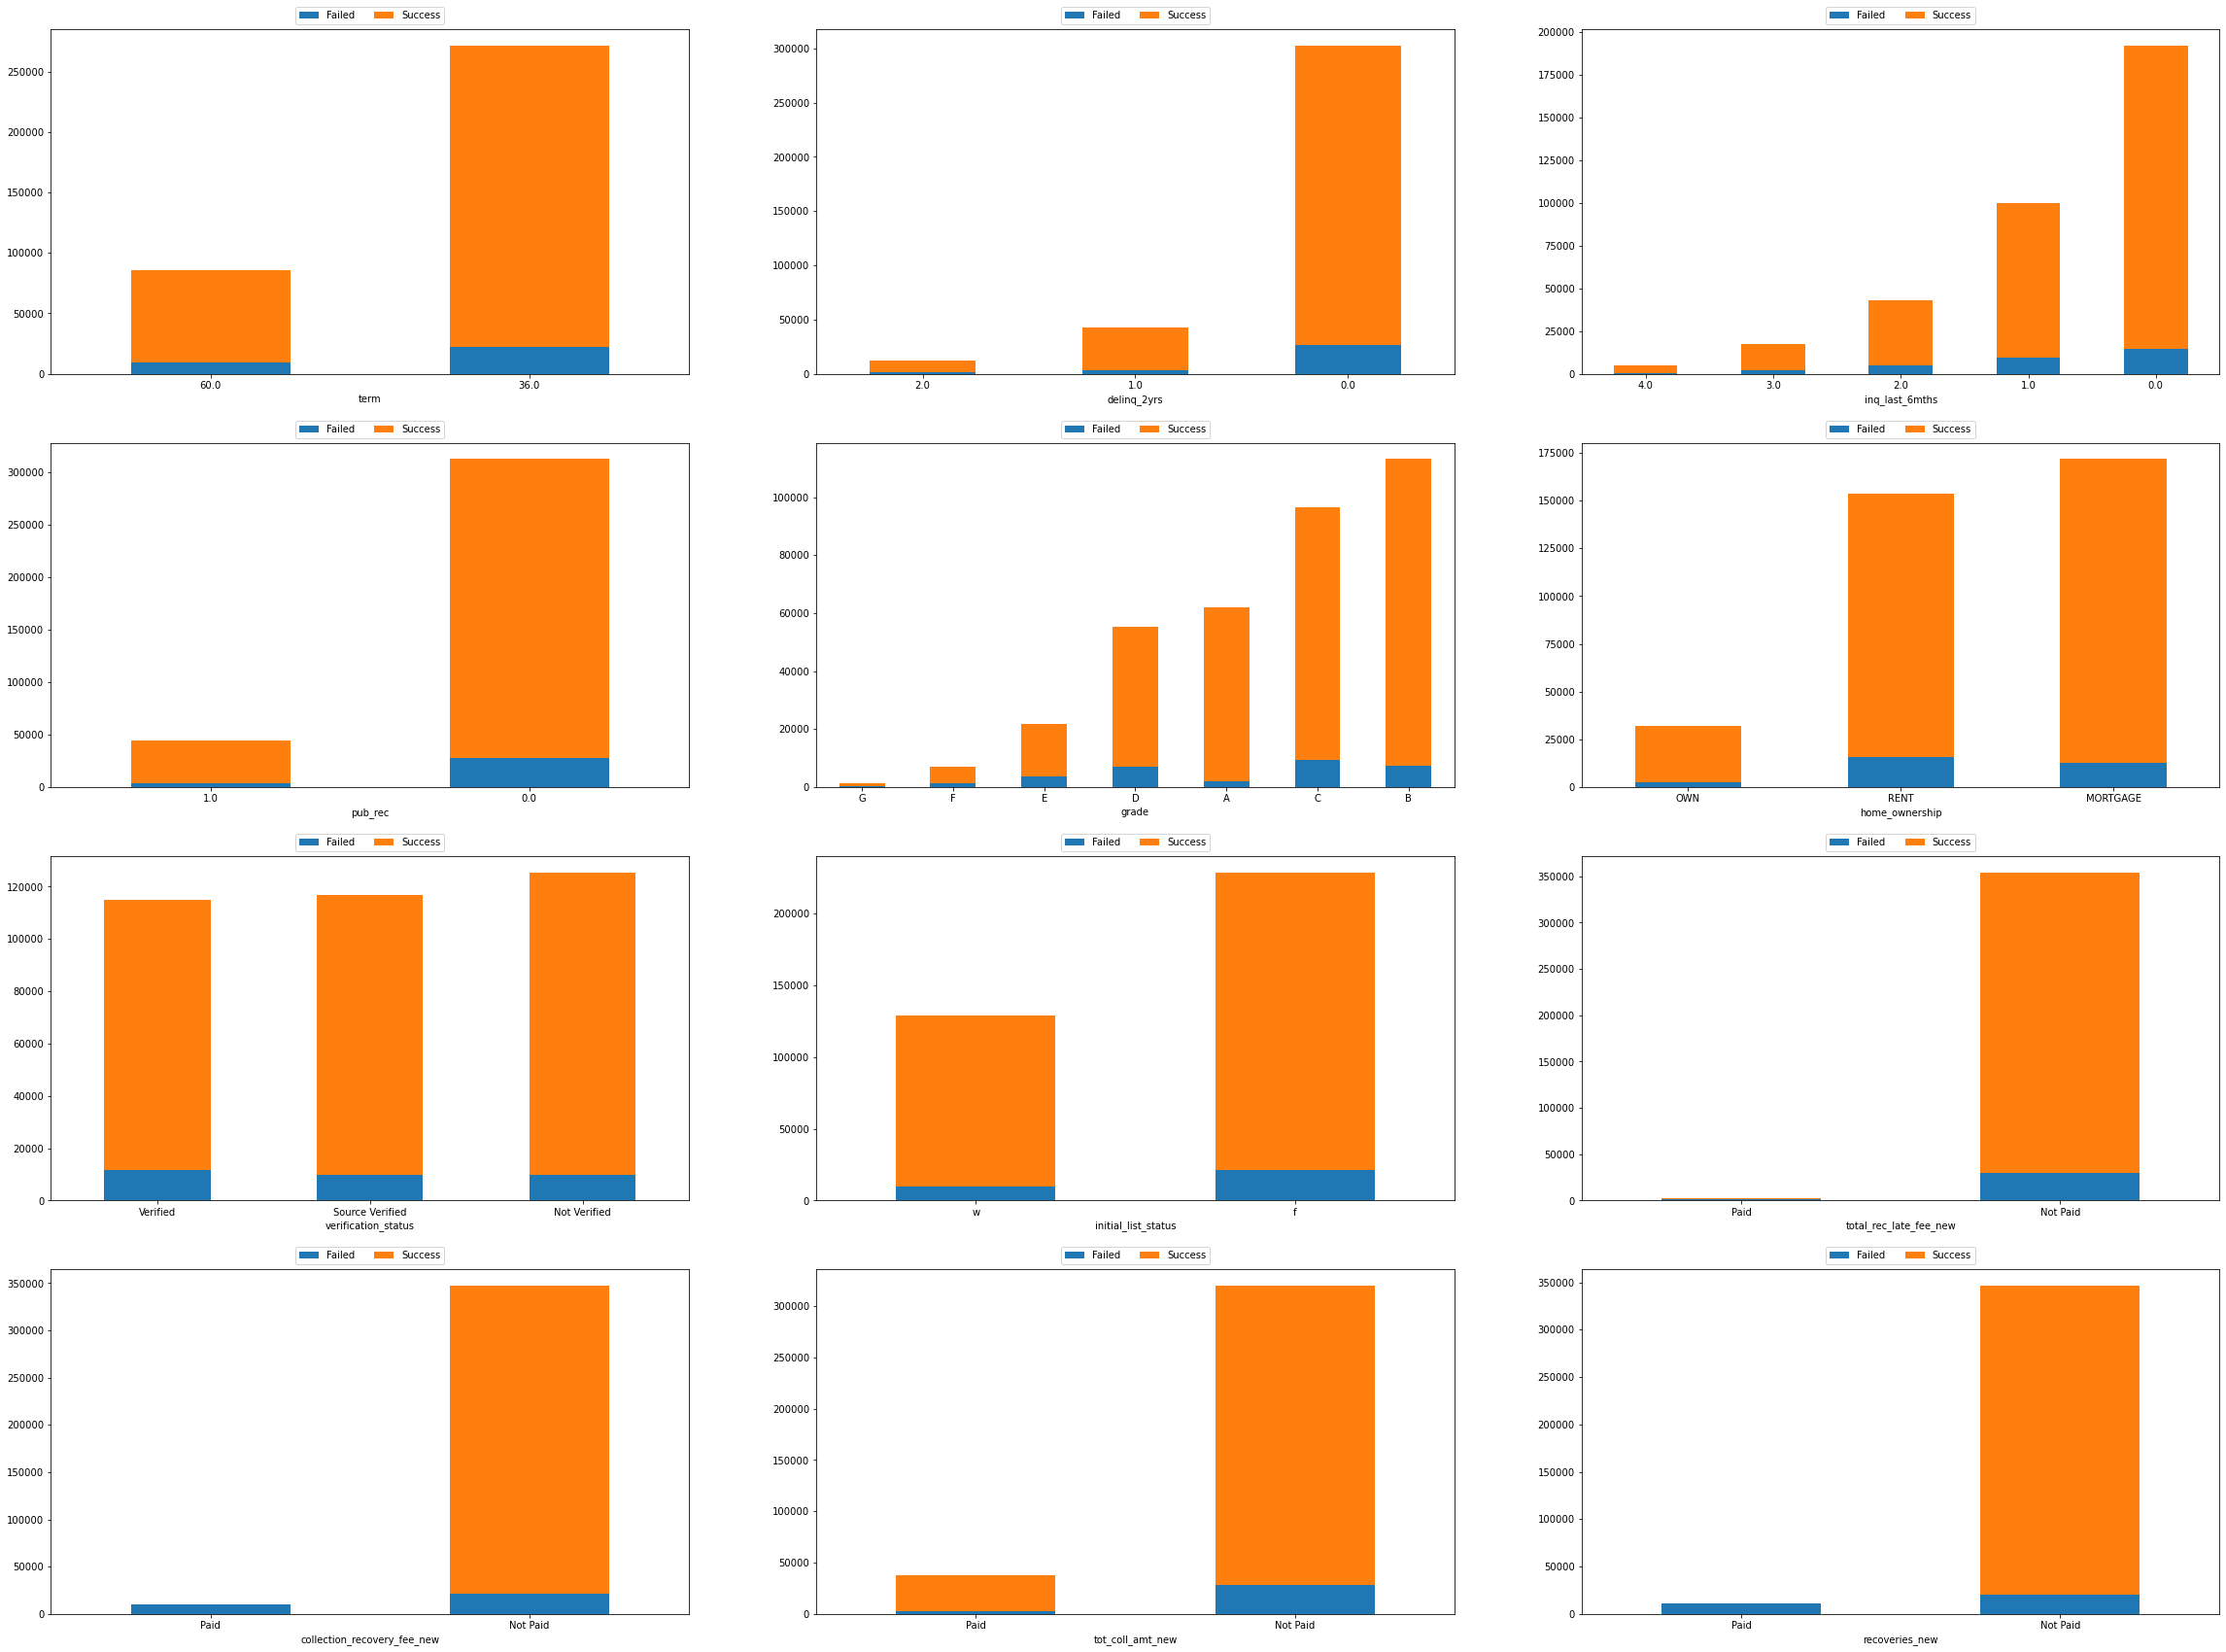 Failed Success
250000
200000
150000
100000
50000
0
60.0 36.0
term
Failed Success
300000
250000
200000
150000
100000
50000
0
2.0 1.0 0.0
delinq_2yrs
Failed Success
200000
175000
150000
125000
100000
75000
50000
25000
0
4.0 3.0 2.0 1.0 0.0
inq_last_6mths
Failed Success
300000
250000
200000
150000
100000
50000
0
1.0 0.0
pub_rec
Failed Success
100000
80000
60000
40000
20000
0
G F E D A C B
grade
Failed Success
175000
150000
125000
100000
75000
50000
25000
0
OWN RENT MORTGAGE
home_ownership
Failed Success
120000
100000
80000
60000
40000
20000
0
Verified Source Verified Not Verified
verification_status
Failed Success
200000
150000
100000
50000
0
w f
initial_list_status
Failed Success
350000
300000
250000
200000
150000
100000
50000
0
Paid Not Paid
total_rec_late_fee_new
Failed Success
350000
300000
250000
200000
150000
100000
50000
0
Paid Not Paid
collection_recovery_fee_new
Failed Success
300000
250000
200000
150000
100000
50000
0
Paid Not Paid
tot_coll_amt_new
Failed Success
350000
300000
250000
200000
150000
100000
50000
0
Paid Not Paid
recoveries_new